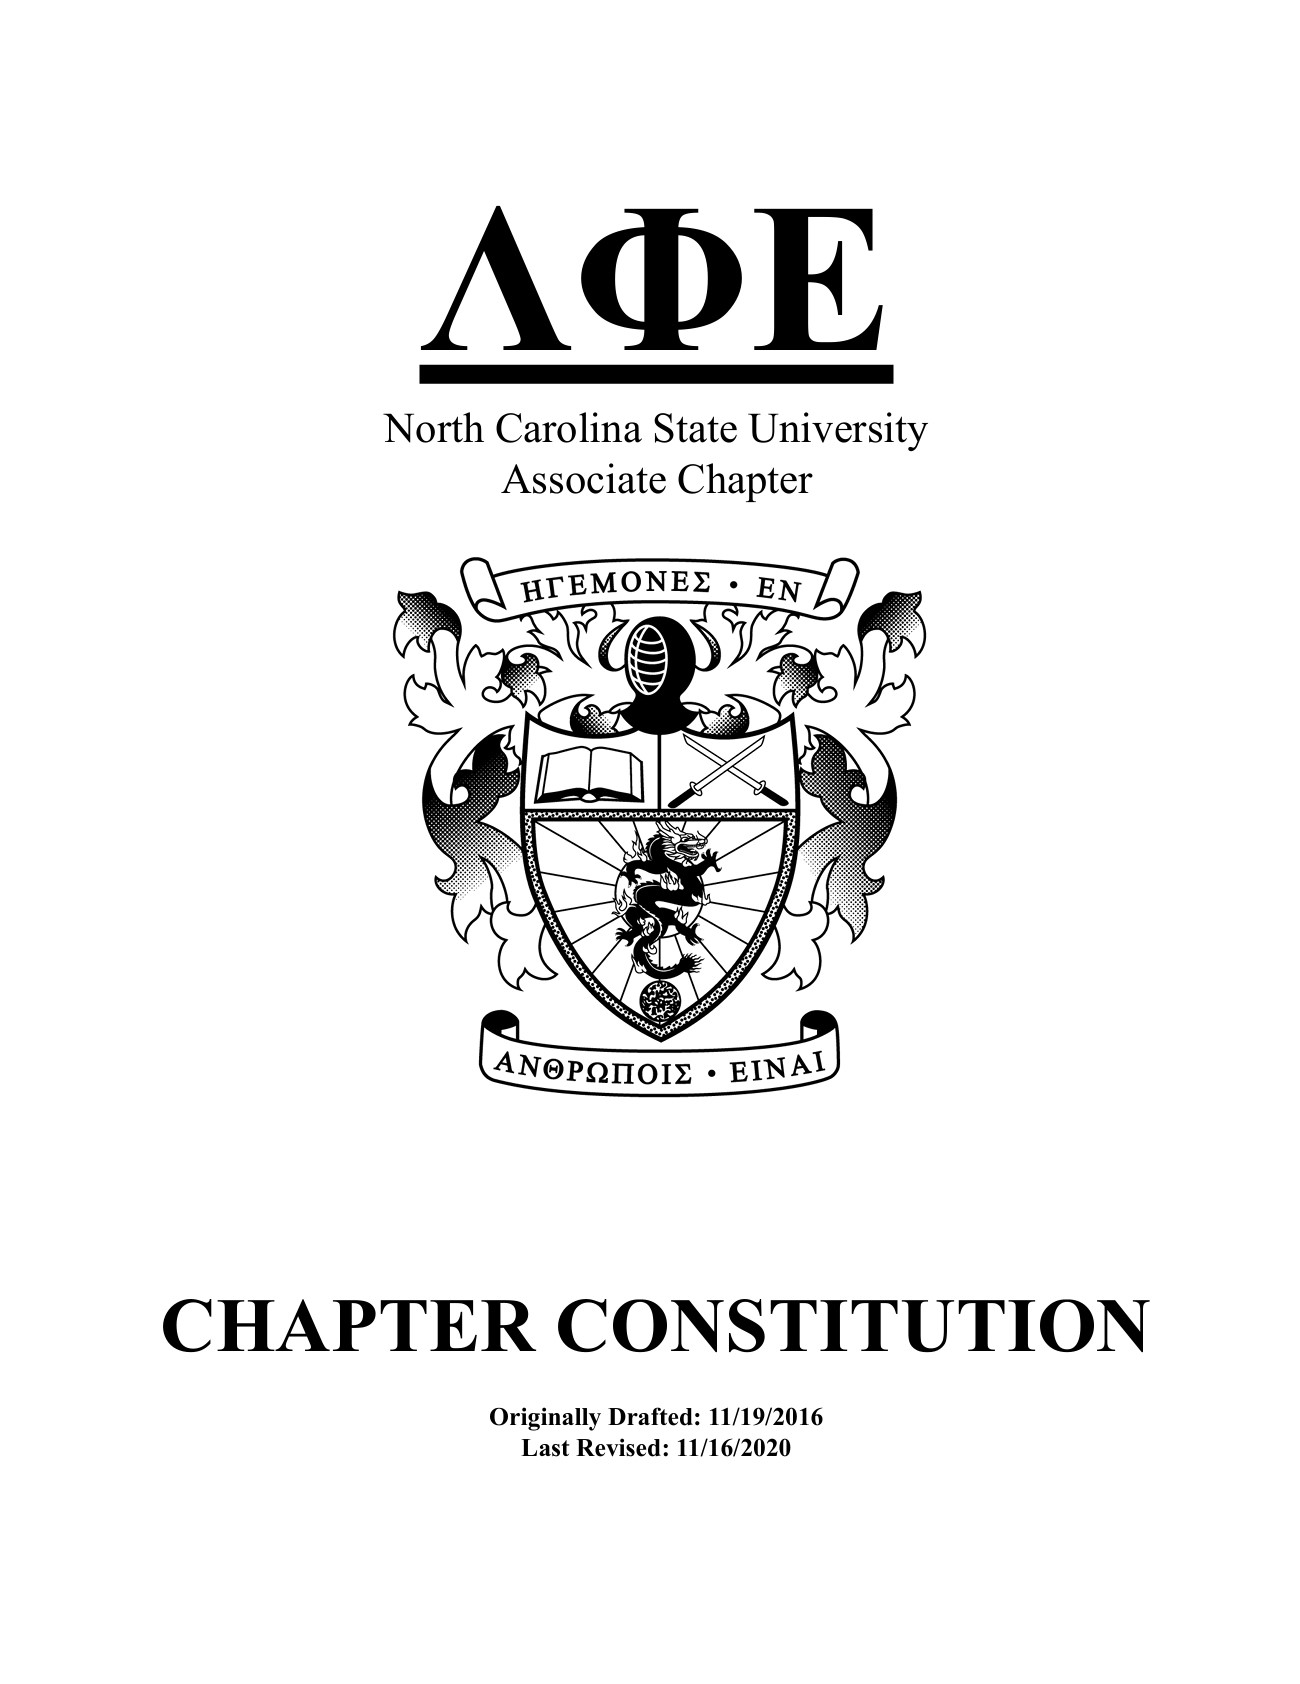 ΛΦΕ
North Carolina State University
Associate Chapter
ΗΓΕΜΟΝΕΣ • ΕΝ
ΑΝΘΡΩΠΟΙΣ • ΕΙΝΑΙ
CHAPTER CONSTITUTION
Originally Drafted: 11/19/2016
Last Revised: 11/16/2020